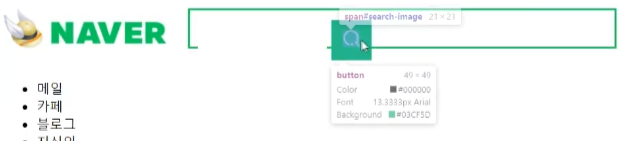 NAVER
span#search-image 21 × 21
button 49 × 49
Color #000000
Font 13.3333px Arial
Background #03CF5D
• 메일
• 카페
• 블로그